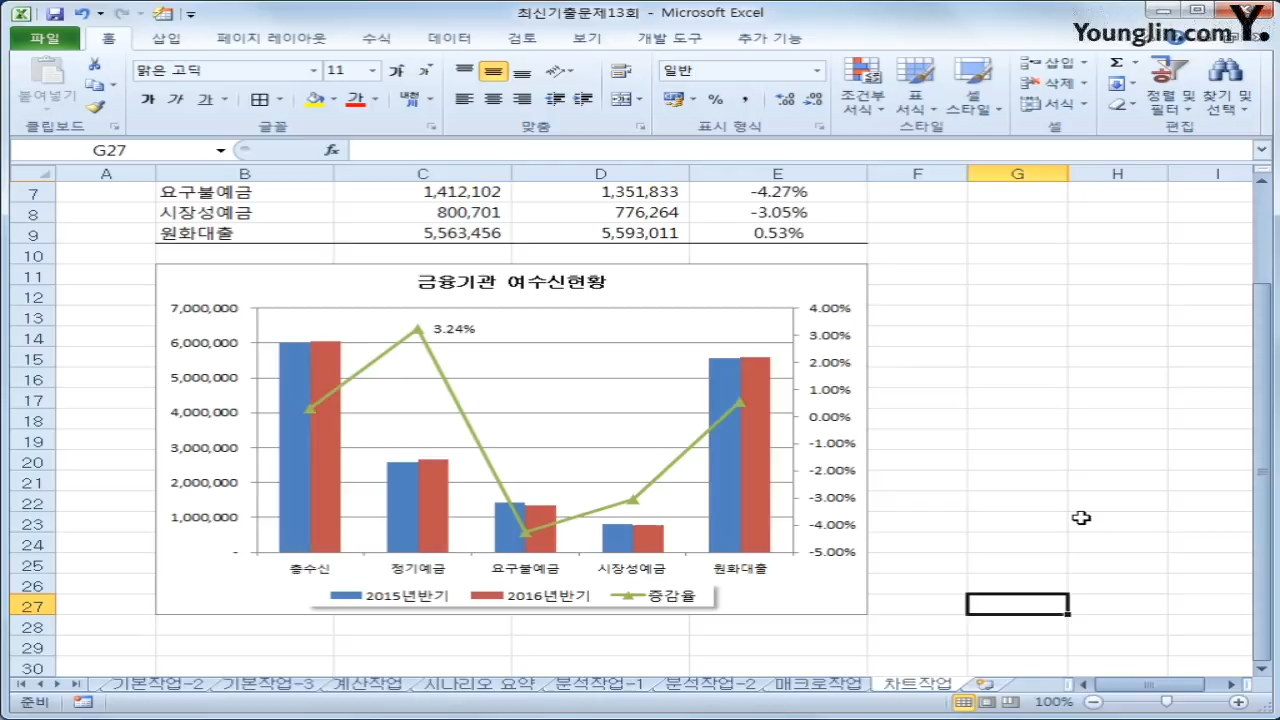 최신기출문제13회 - Microsoft Excel
YoungJin.com Y.
파일 홈 삽입 페이지 레이아웃 수식 데이터 검토 보기 개발 도구 추가 기능
붙여넣기 맑은 고딕 11 가 가 일반 조건부 서식 표 서식 셀 스타일 삽입 삭제 서식 Σ 정렬 및 필터 찾기 및 선택
가 가 가 가 %
클립보드 글꼴 맞춤 표시 형식 스타일 셀 편집
G27 fx
A B C D E F G H I
7 요구불예금 1,412,102 1,351,833 -4.27%
8 시장성예금 800,701 776,264 -3.05%
9 원화대출 5,563,456 5,593,011 0.53%
10
11
12
13
14
15
16
17
18
19
20
21
22
23
24
25
26
27
28
29
30
금융기관 여수신현황
7,000,000
6,000,000
5,000,000
4,000,000
3,000,000
2,000,000
1,000,000
-
3.24%
4.00%
3.00%
2.00%
1.00%
0.00%
-1.00%
-2.00%
-3.00%
-4.00%
-5.00%
총수신 정기예금 요구불예금 시장성예금 원화대출
2015년반기 2016년반기 증감율
기본작업-2 기본작업-3 계산작업 시나리오 요약 분석작업-1 분석작업-2 매크로작업 차트작업
준비 100%